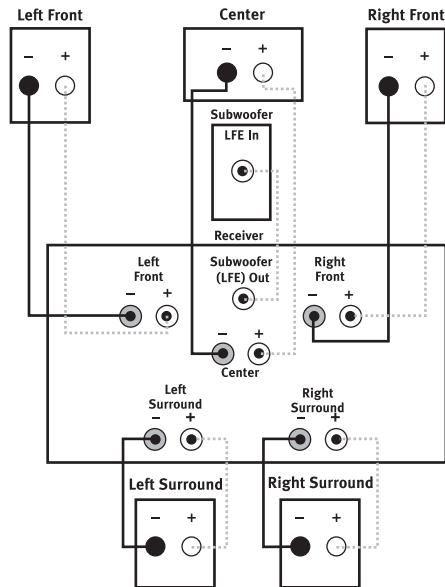 Left Front
Center
Right Front
− +
− +
− +
Subwoofer
LFE In
Receiver
Left
Front
Subwoofer
(LFE) Out
Right
Front
− +
− +
− +
Center
Left
Surround
Right
Surround
− +
− +
Left Surround
Right Surround
− +
− +